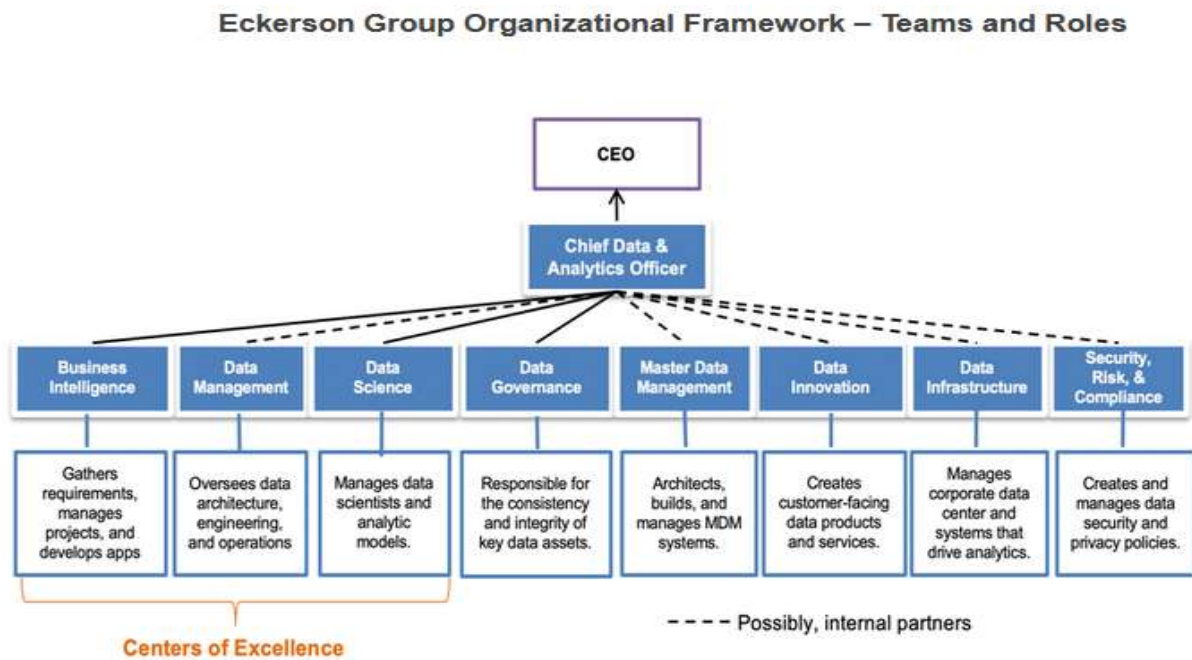 Eckerson Group Organizational Framework – Teams and Roles
CEO
Chief Data &
Analytics Officer
Business
Intelligence
Data
Management
Data
Science
Data
Governance
Master Data
Management
Data
Innovation
Data
Infrastructure
Security,
Risk, &
Compliance
Gathers
requirements,
manages
projects, and
develops apps
Oversees data
architecture,
engineering,
and operations
Manages data
scientists and
analytic
models.
Responsible for
the consistency
and integrity of
key data assets.
Architects,
builds, and
manages MDM
systems.
Creates
customer-facing
data products
and services.
Manages
corporate data
center and
systems that
drive analytics.
Creates and
manages data
security and
privacy policies.
Centers of Excellence
Possibly, internal partners